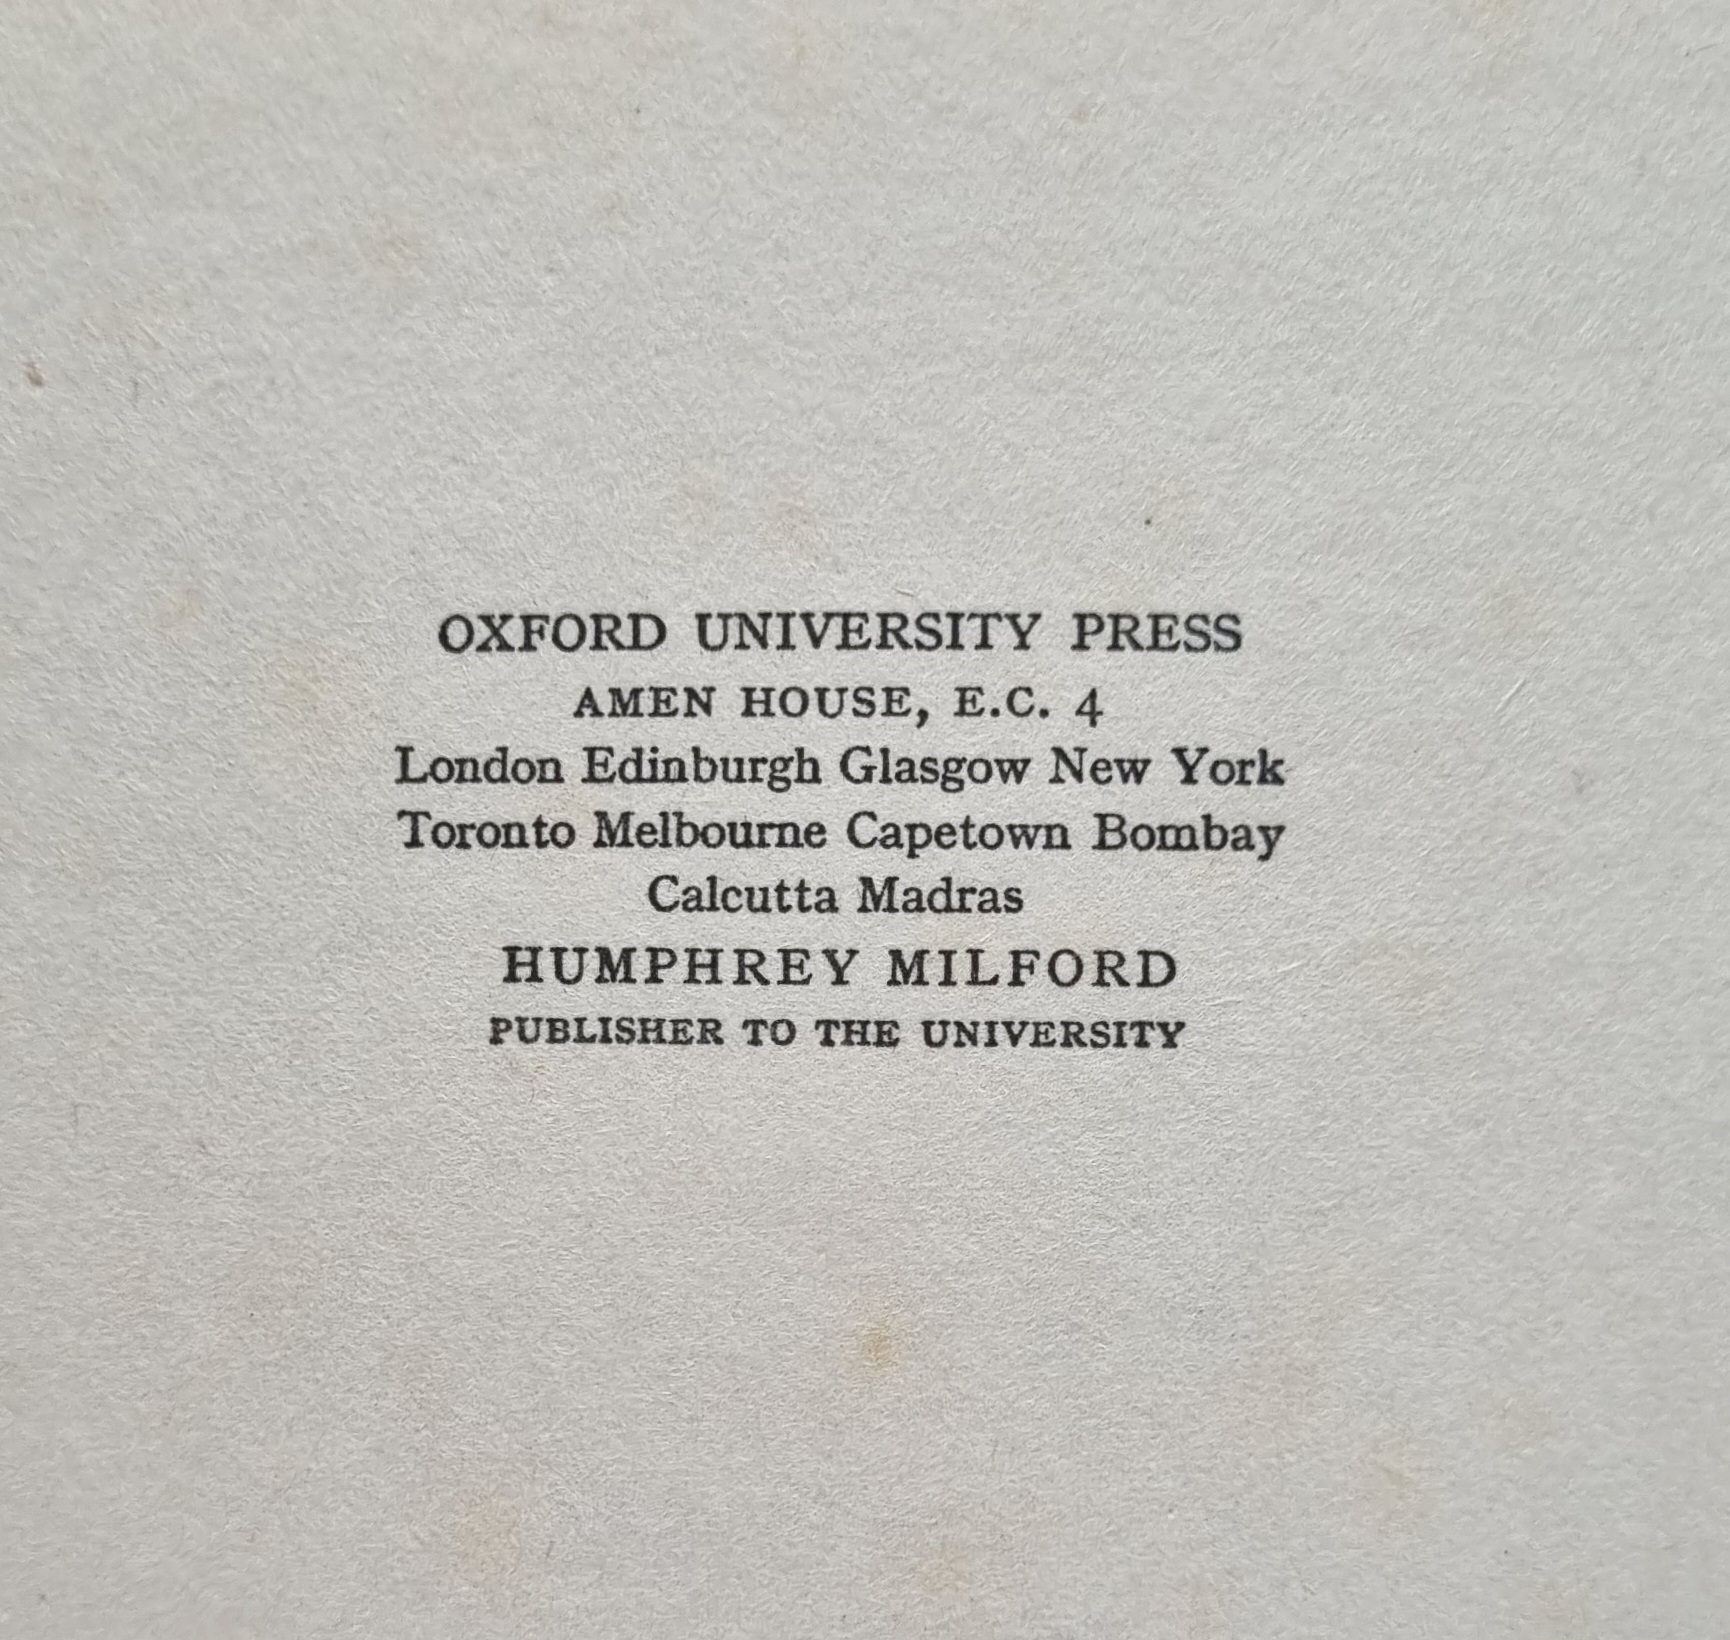 OXFORD UNIVERSITY PRESS
AMEN HOUSE, E.C. 4
London Edinburgh Glasgow New York
Toronto Melbourne Capetown Bombay
Calcutta Madras
HUMPHREY MILFORD
PUBLISHER TO THE UNIVERSITY